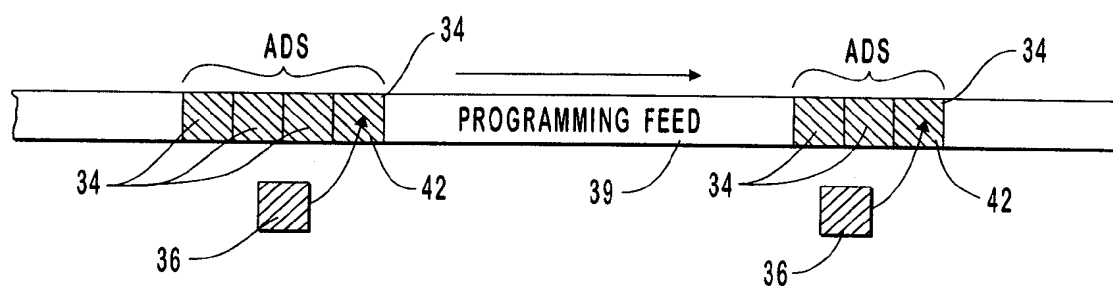 ADS 34 ADS 34
PROGRAMMING FEED
34 42 39 34 42
36 36